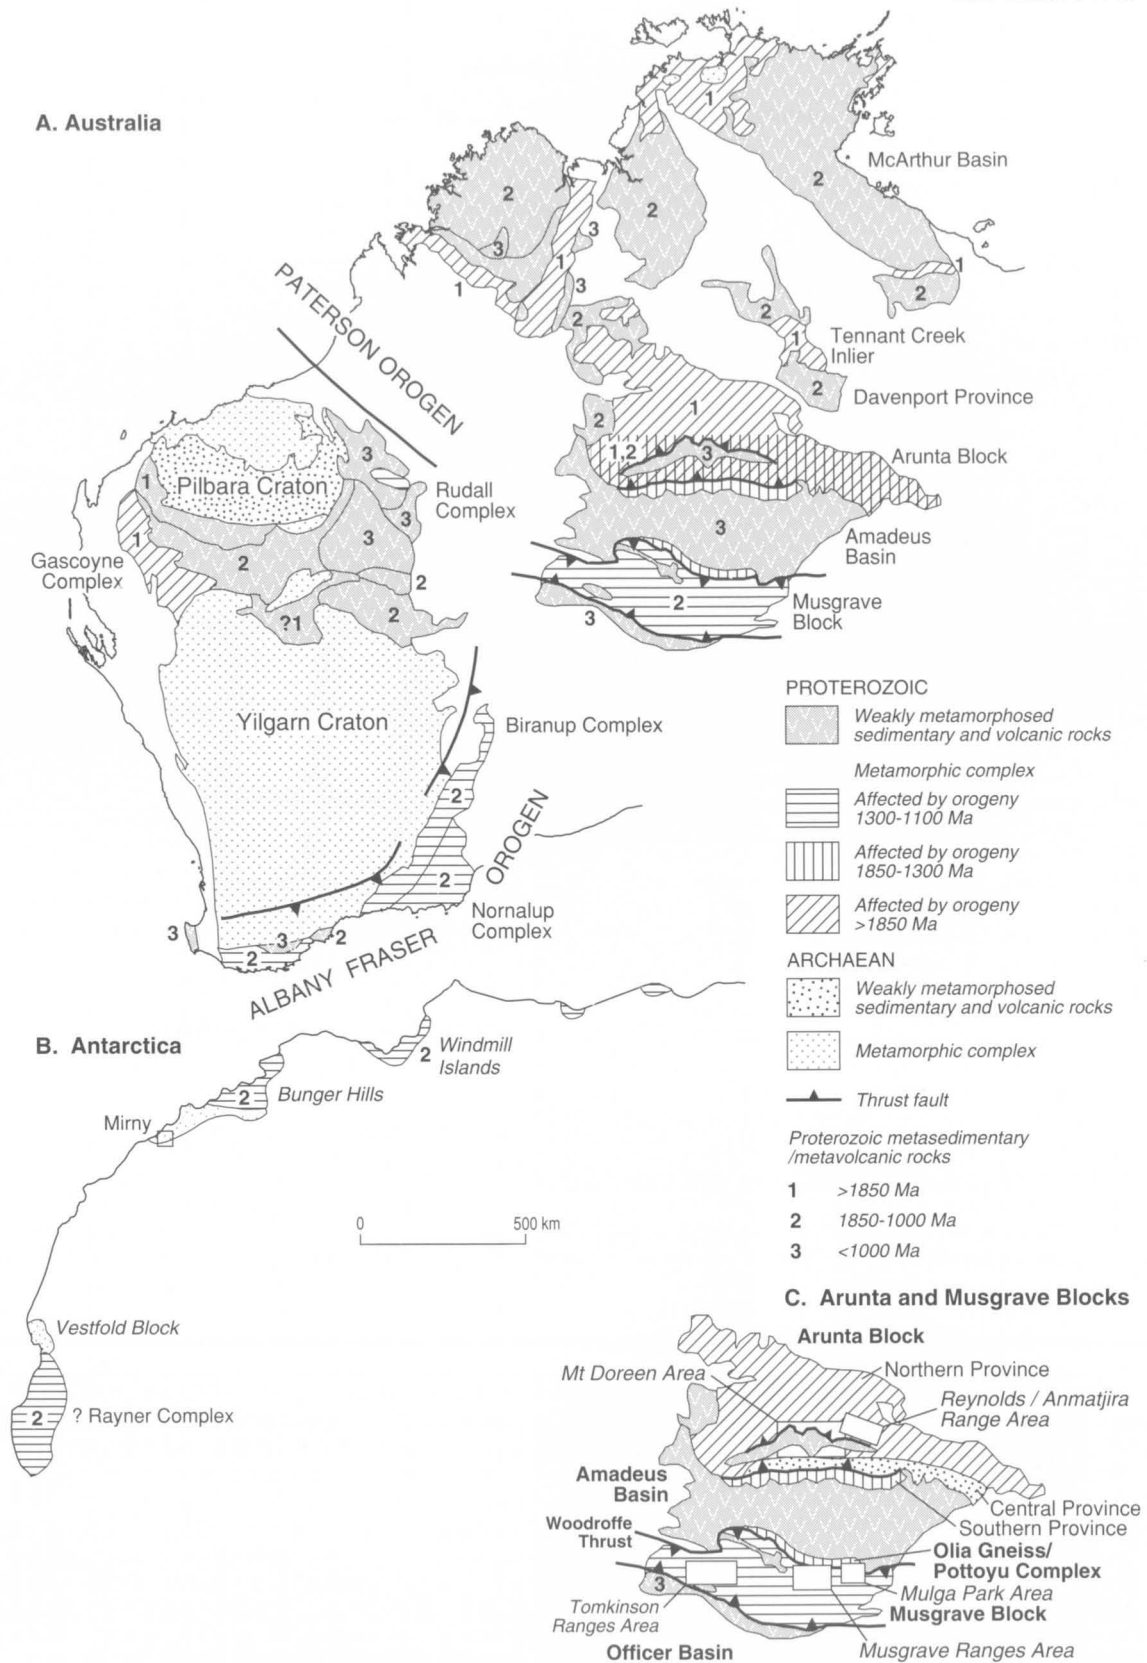 A. Australia
1
2
McArthur Basin
2
2
3
3
1
1
3
2
1
2
2
1
Tennant Creek
Inlier
2
Davenport Province
PATERSON OROGEN
1
2
1,2
3
Arunta Block
3
Pilbara Craton
1
Rudall
Complex
3
3
3
Amadeus
Basin
1
Gascoyne
Complex
2
2
2
?1
2
3
Musgrave
Block
Yilgarn Craton
Biranup Complex
2
2
OROGEN
Nornalup
Complex
3
3
2
2
ALBANY FRASER
PROTEROZOIC
Weakly metamorphosed
sedimentary and volcanic rocks
Metamorphic complex
Affected by orogeny
1300-1100 Ma
Affected by orogeny
1850-1300 Ma
Affected by orogeny
>1850 Ma
ARCHAEAN
Weakly metamorphosed
sedimentary and volcanic rocks
Metamorphic complex
Thrust fault
Proterozoic metasedimentary
/metavolcanic rocks
1 >1850 Ma
2 1850-1000 Ma
3 <1000 Ma
B. Antarctica
2
Windmill
Islands
2
Bunger Hills
Mirny
0 500 km
Vestfold Block
2
? Rayner Complex
C. Arunta and Musgrave Blocks
Arunta Block
Mt Doreen Area
Northern Province
Reynolds / Anmatjira
Range Area
Amadeus
Basin
Central Province
Southern Province
Woodroffe
Thrust
Olia Gneiss/
Pottoyu Complex
3
Mulga Park Area
Tomkinson
Ranges Area
Musgrave Block
Officer Basin
Musgrave Ranges Area